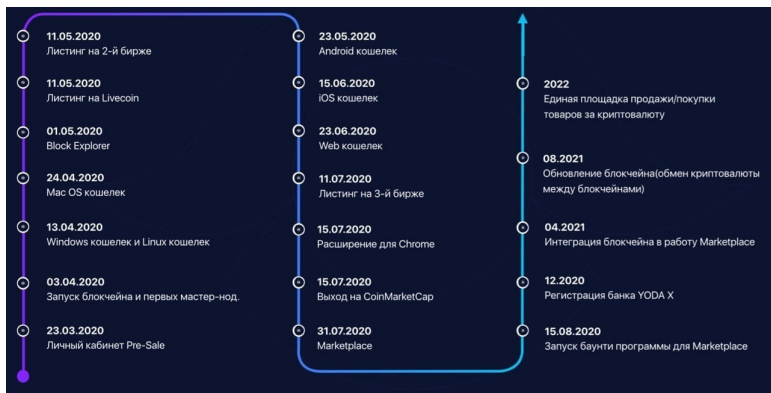 11.05.2020
Листинг на 2-й бирже
11.05.2020
Листинг на Livecoin
01.05.2020
Block Explorer
24.04.2020
Mac OS кошелек
13.04.2020
Windows кошелек и Linux кошелек
03.04.2020
Запуск блокчейна и первых мастер-нод.
23.03.2020
Личный кабинет Pre-Sale
23.05.2020
Android кошелек
15.06.2020
iOS кошелек
23.06.2020
Web кошелек
11.07.2020
Листинг на 3-й бирже
15.07.2020
Расширение для Chrome
15.07.2020
Выход на CoinMarketCap
31.07.2020
Marketplace
2022
Единая площадка продажи/покупки
товаров за криптовалюту
08.2021
Обновление блокчейна(обмен криптовалюты
между блокчейнами)
04.2021
Интеграция блокчейна в работу Marketplace
12.2020
Регистрация банка YODA X
15.08.2020
Запуск баунти программы для Marketplace